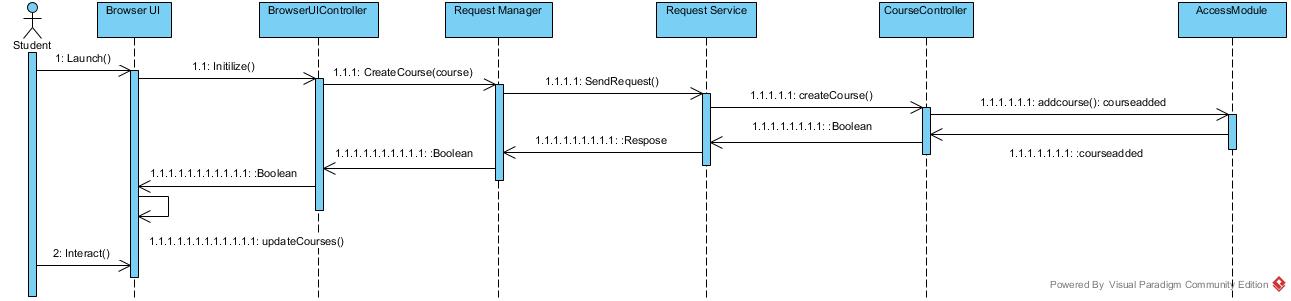 Browser UI
BrowserUIController
Request Manager
Request Service
CourseController
AccessModule
Student
1: Launch()
1.1: Initilize()
1.1.1: CreateCourse(course)
1.1.1.1: SendRequest()
1.1.1.1.1: createCourse()
1.1.1.1.1.1: addcourse(): courseadded
1.1.1.1.1.1.1: :courseadded
1.1.1.1.1.1.1.1: :Boolean
1.1.1.1.1.1.1.1.1: :Respose
1.1.1.1.1.1.1.1.1.1: :Boolean
1.1.1.1.1.1.1.1.1.1.1: :Boolean
1.1.1.1.1.1.1.1.1.1.1.1: updateCourses()
2: Interact()
Powered By Visual Paradigm Community Edition